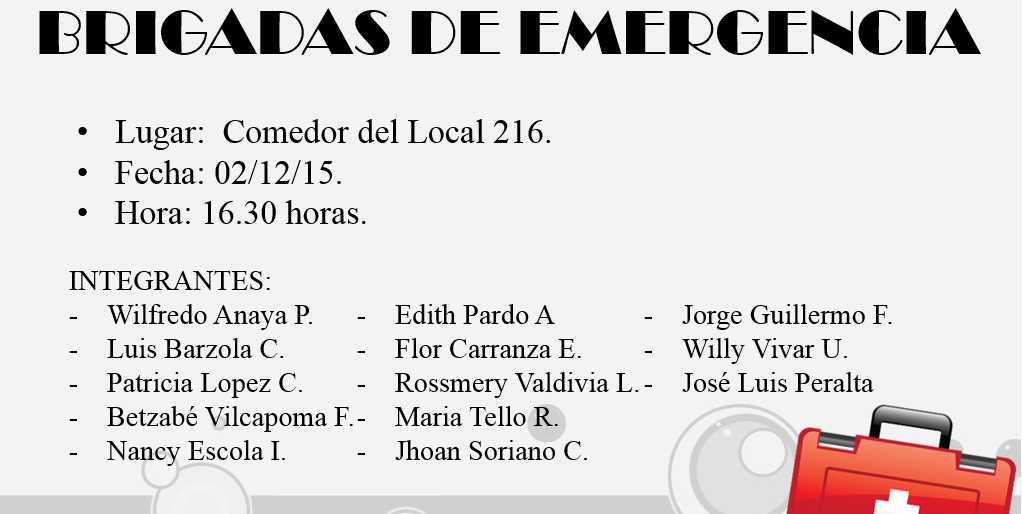 BRIGADAS DE EMERGENCIA
• Lugar:  Comedor del Local 216.
• Fecha: 02/12/15.
• Hora: 16.30 horas.
INTEGRANTES:
- Wilfredo Anaya P.
- Luis Barzola C.
- Patricia Lopez C.
- Betzabé Vilcapoma F.
- Nancy Escola I.
- Edith Pardo A
- Flor Carranza E.
- Rossmery Valdivia L.
- Maria Tello R.
- Jhoan Soriano C.
- Jorge Guillermo F.
- Willy Vivar U.
- José Luis Peralta